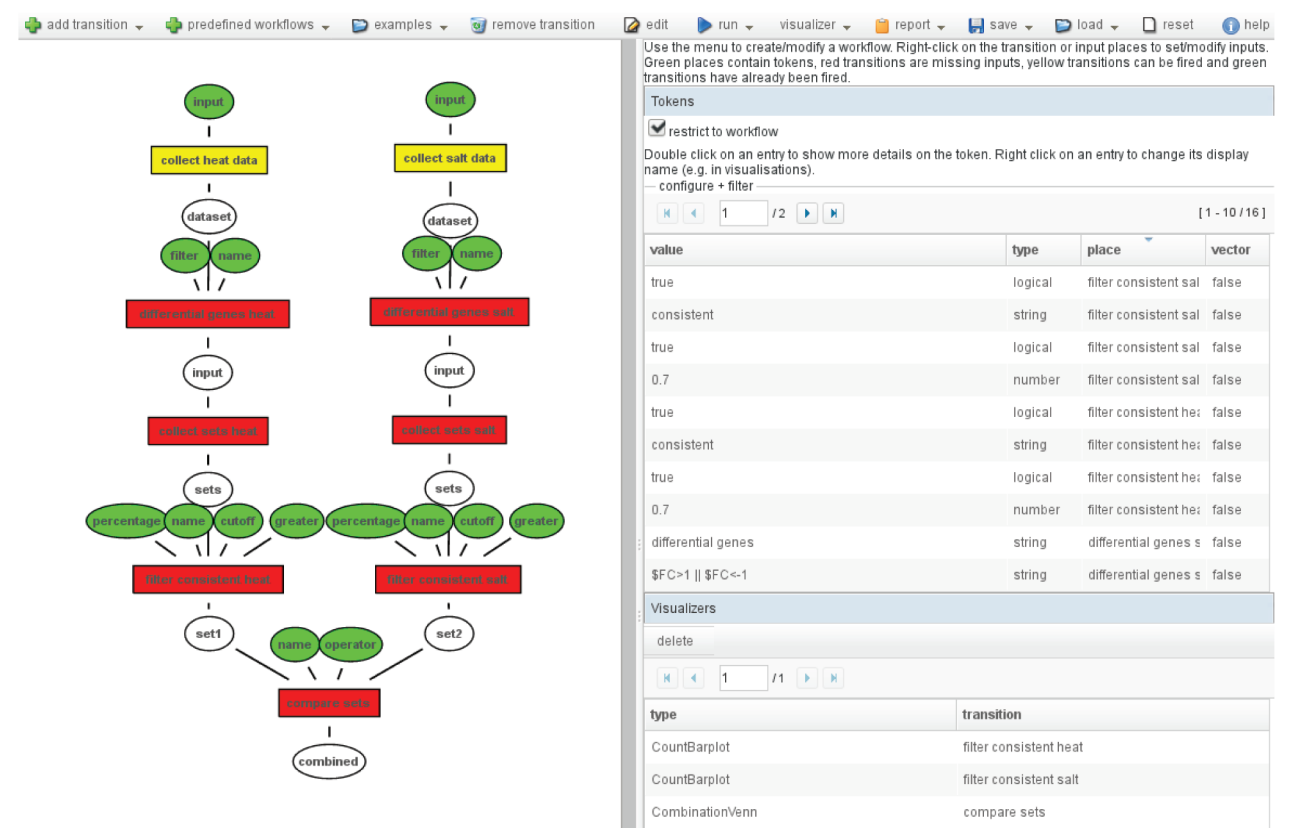 add transition predefined workflows examples remove transition edit run visualizer report save load reset help
Use the menu to create/modify a workflow. Right-click on the transition or input places to set/modify inputs.
Green places contain tokens, red transitions are missing inputs, yellow transitions can be fired and green
transitions have already been fired.
Tokens
restrict to workflow
Double click on an entry to show more details on the token. Right click on an entry to change its display
name (e.g. in visualisations).
configure + filter
1 / 2 [ 1 - 10 / 16 ]
value type place vector
true logical filter consistent sal false
consistent string filter consistent sal false
true logical filter consistent sal false
0.7 number filter consistent sal false
true logical filter consistent hea false
consistent string filter consistent hea false
true logical filter consistent hea false
0.7 number filter consistent hea false
differential genes string differential genes s false
$FC>1 || $FC<-1 string differential genes s false
Visualizers
delete
1 / 1
type transition
CountBarplot filter consistent heat
CountBarplot filter consistent salt
CombinationVenn compare sets
input input
collect heat data collect salt data
dataset dataset
filter name filter name
differential genes heat differential genes salt
input input
collect sets heat collect sets salt
sets sets
percentage name cutoff greater percentage name cutoff greater
filter consistent heat filter consistent salt
set1 set2
name operator
compare sets
combined